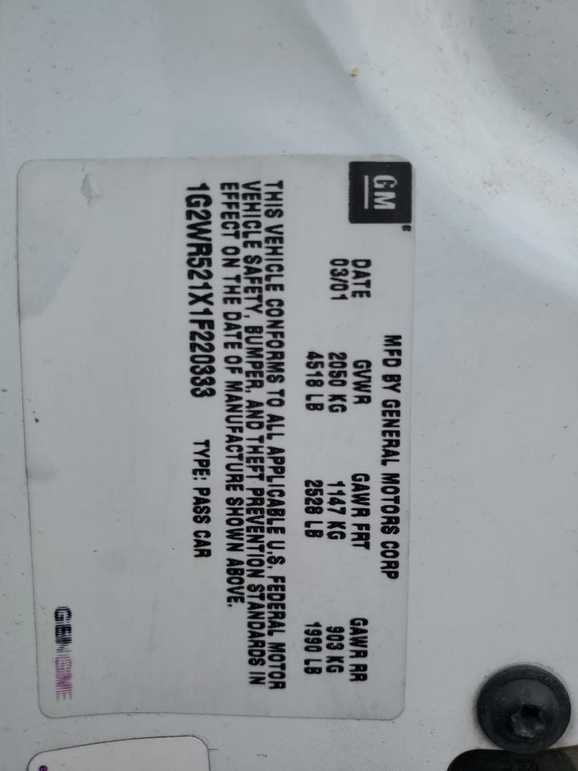 GM
MFD BY GENERAL MOTORS CORP
DATE GVWR GAWR FRT GAWR RR
03/01 2050 KG 1147 KG 903 KG
4518 LB 2528 LB 1990 LB
THIS VEHICLE CONFORMS TO ALL APPLICABLE U.S. FEDERAL MOTOR
VEHICLE SAFETY, BUMPER, AND THEFT PREVENTION STANDARDS IN
EFFECT ON THE DATE OF MANUFACTURE SHOWN ABOVE.
1G2WR521X1F220333 TYPE: PASS CAR